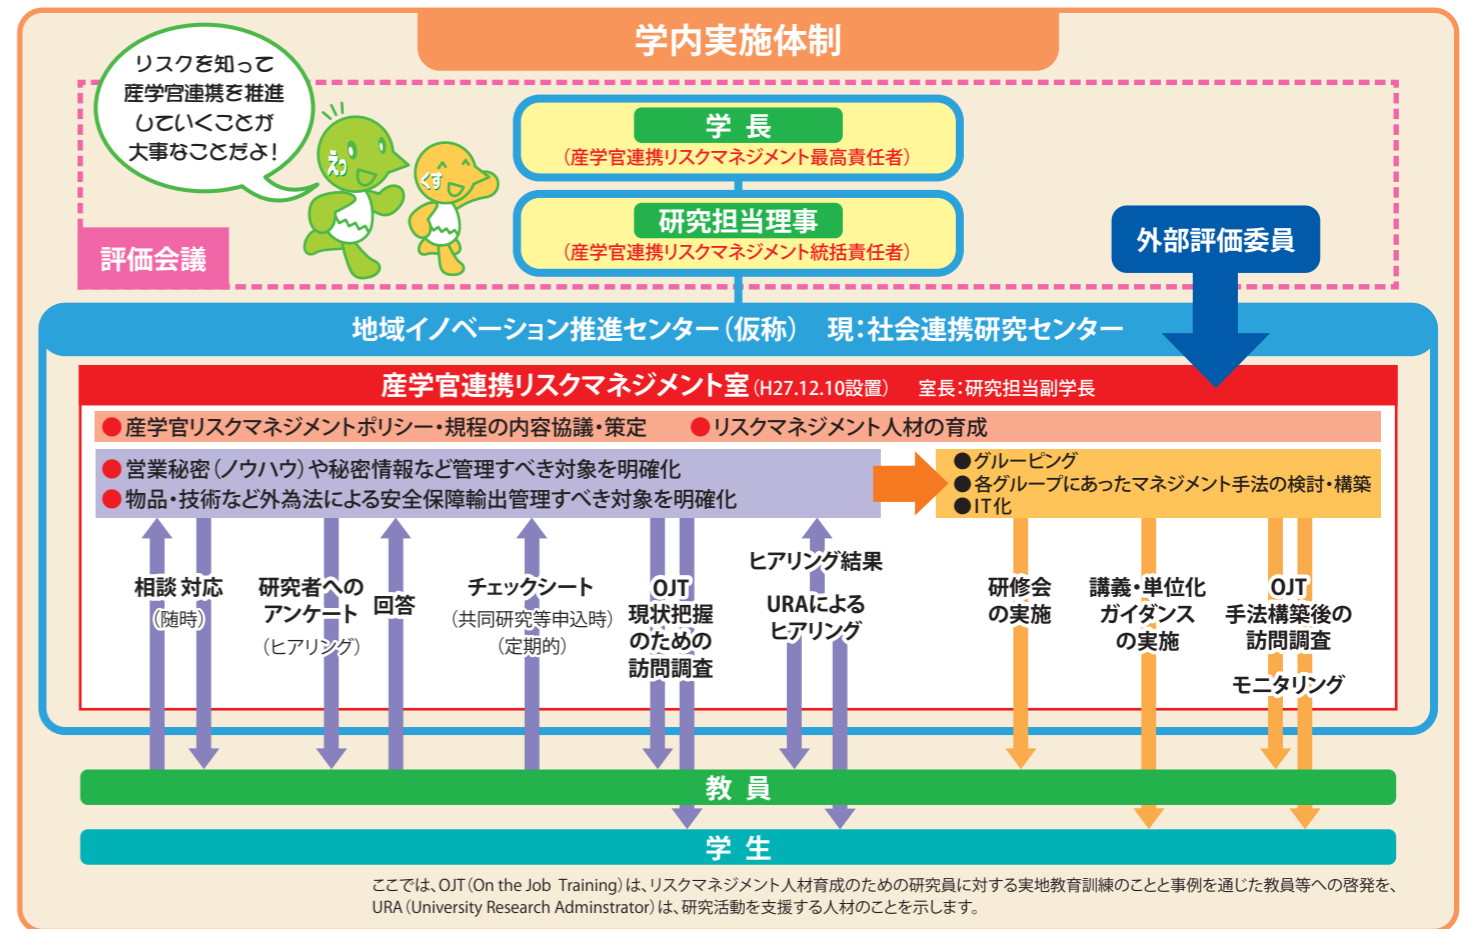 学内実施体制
リスクを知って
産学官連携を推進
していくことが
大事なことだよ！
えっ
くす
学 長
（産学官連携リスクマネジメント最高責任者）
研究担当理事
（産学官連携リスクマネジメント統括責任者）
評価会議
外部評価委員
地域イノベーション推進センター（仮称）　現：社会連携研究センター
産学官連携リスクマネジメント室（H27.12.10設置）　室長：研究担当副学長
●産学官リスクマネジメントポリシー・規程の内容協議・策定　●リスクマネジメント人材の育成
●営業秘密（ノウハウ）や秘密情報など管理すべき対象を明確化
●物品・技術など外為法による安全保障輸出管理すべき対象を明確化
●グルーピング
●各グループにあったマネジメント手法の検討・構築
●IT化
相談 対応
（随時）
研究者への
アンケート
（ヒアリング）
回答
チェックシート
（共同研究等申込時）
（定期的）
OJT
現状把握
のための
訪問調査
ヒアリング結果
URAによる
ヒアリング
研修会
の実施
講義・単位化
ガイダンス
の実施
OJT
手法構築後の
訪問調査
モニタリング
教 員
学 生
ここでは、OJT（On the Job Training）は、リスクマネジメント人材育成のための研究員に対する実地教育訓練のことと事例を通じた教員等への啓発を、
URA（University Research Adminstrator）は、研究活動を支援する人材のことを示します。